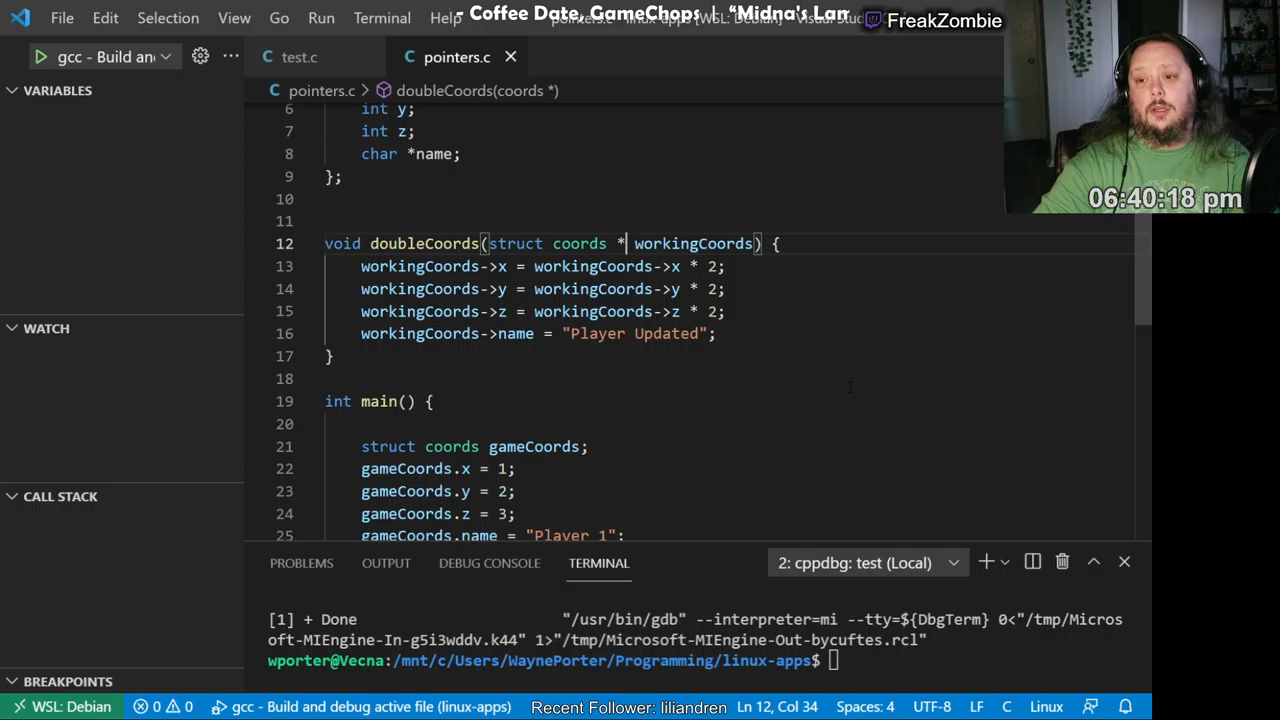 - Coffee Date, GameChops | “Midna's Lan
FreakZombie
File Edit Selection View Go Run Terminal Help
gcc - Build an
test.c
pointers.c
pointers.c > doubleCoords(coords *)
VARIABLES
WATCH
CALL STACK
BREAKPOINTS
06:40:18 pm
6 int y;
7 int z;
8 char *name;
9 };
10
11
12 void doubleCoords(struct coords * workingCoords) {
13 workingCoords->x = workingCoords->x * 2;
14 workingCoords->y = workingCoords->y * 2;
15 workingCoords->z = workingCoords->z * 2;
16 workingCoords->name = "Player Updated";
17 }
18
19 int main() {
20
21 struct coords gameCoords;
22 gameCoords.x = 1;
23 gameCoords.y = 2;
24 gameCoords.z = 3;
25 gameCoords.name = "Player 1";
PROBLEMS OUTPUT DEBUG CONSOLE TERMINAL 2: cppdbg: test (Local)
[1] + Done "/usr/bin/gdb" --interpreter=mi --tty=${DbgTerm} 0<"/tmp/Micros
oft-MIEngine-In-g5i3wddv.k44" 1>"/tmp/Microsoft-MIEngine-Out-bycuftes.rcl"
wporter@Vecna:/mnt/c/Users/WaynePorter/Programming/linux-apps$
WSL: Debian 0 0 gcc - Build and debug active file (linux-apps) Recent Follower: liliandren Ln 12, Col 34 Spaces: 4 UTF-8 LF C Linux